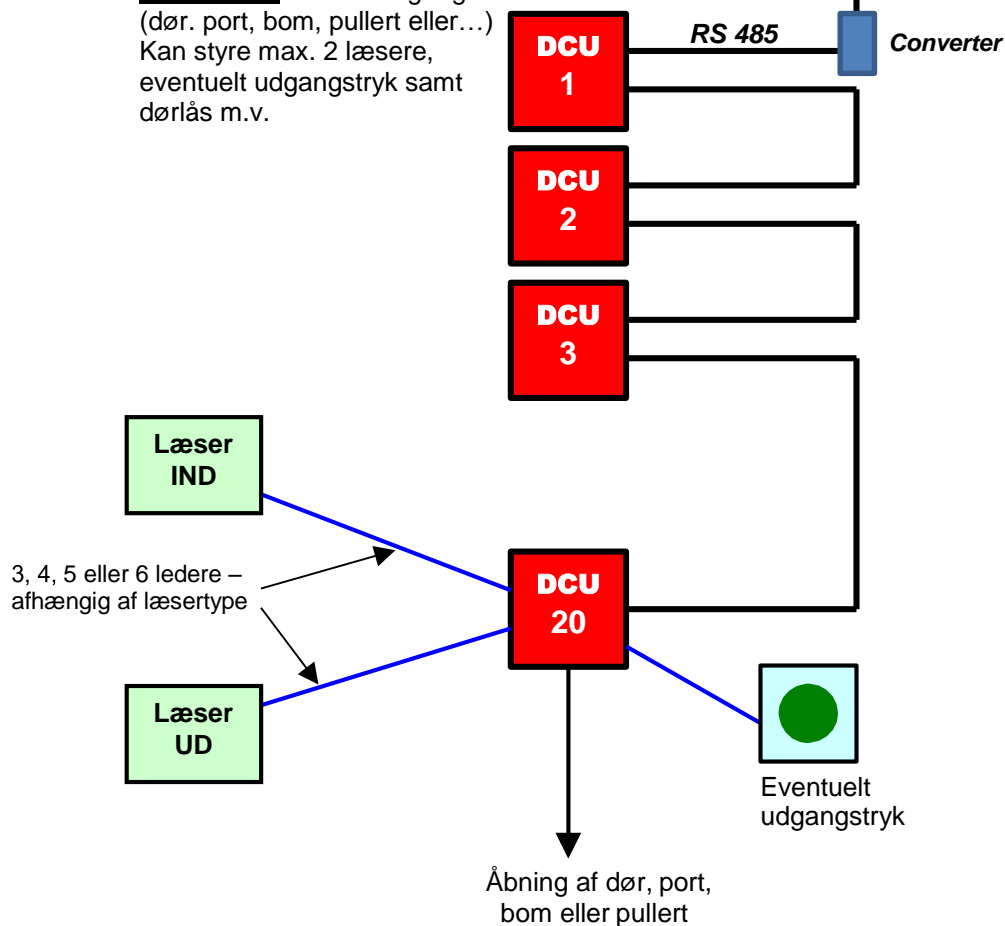 (dør. port, bom, pullert eller…)
Kan styre max. 2 læsere,
eventuelt udgangstryk samt
dørlås m.v.
DCU
1
RS 485
Converter
DCU
2
DCU
3
Læser
IND
3, 4, 5 eller 6 ledere –
afhængig af læsertype
DCU
20
Læser
UD
Eventuelt
udgangstryk
Åbning af dør, port,
bom eller pullert